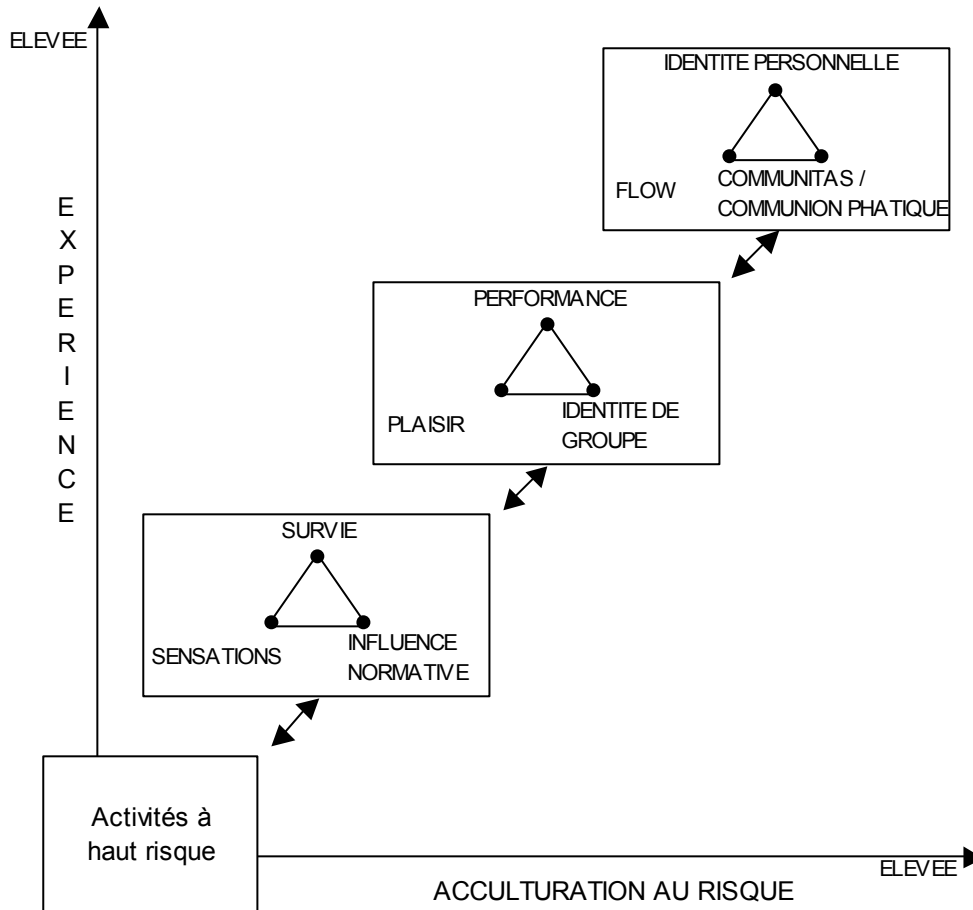 ELEVEE
IDENTITE PERSONNELLE
FLOW
COMMUNITAS /
COMMUNION PHATIQUE
EXPERIENCE
PERFORMANCE
PLAISIR
IDENTITE DE
GROUPE
SURVIE
SENSATIONS
INFLUENCE
NORMATIVE
Activités à
haut risque
ELEVEE
ACCULTURATION AU RISQUE